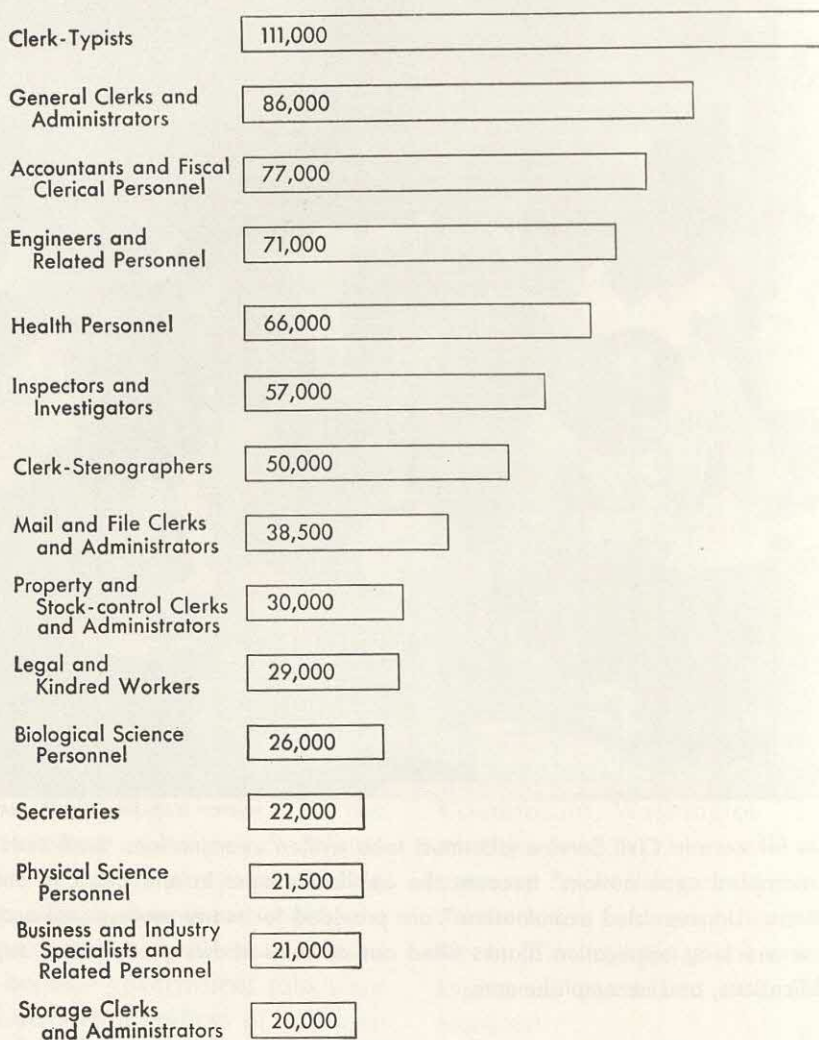 Clerk-Typists 111,000
General Clerks and
Administrators 86,000
Accountants and Fiscal
Clerical Personnel 77,000
Engineers and
Related Personnel 71,000
Health Personnel 66,000
Inspectors and
Investigators 57,000
Clerk-Stenographers 50,000
Mail and File Clerks
and Administrators 38,500
Property and
Stock-control Clerks
and Administrators 30,000
Legal and
Kindred Workers 29,000
Biological Science
Personnel 26,000
Secretaries 22,000
Physical Science
Personnel 21,500
Business and Industry
Specialists and
Related Personnel 21,000
Storage Clerks
and Administrators 20,000